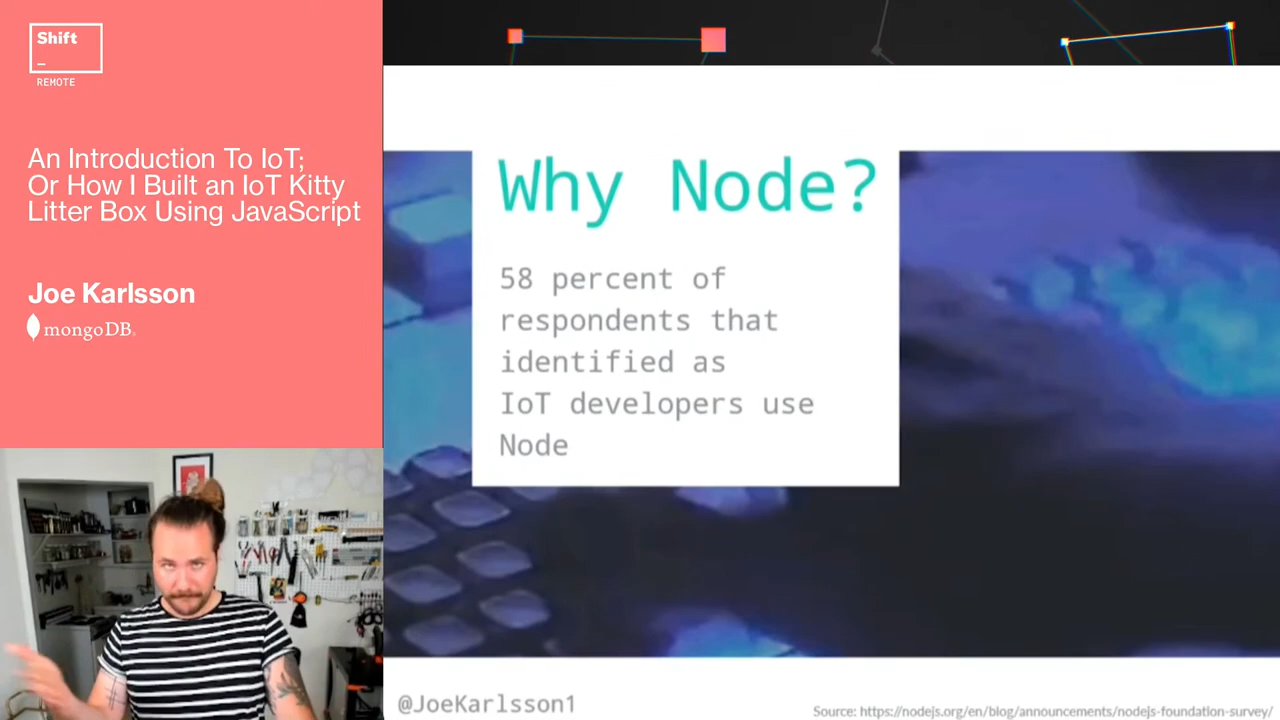 Shift
_
REMOTE
An Introduction To IoT;
Or How I Built an IoT Kitty
Litter Box Using JavaScript
Joe Karlsson
mongoDB.
Why Node?
58 percent of
respondents that
identified as
IoT developers use
Node
@JoeKarlsson1
Source: https://nodejs.org/en/blog/announcements/nodejs-foundation-survey/